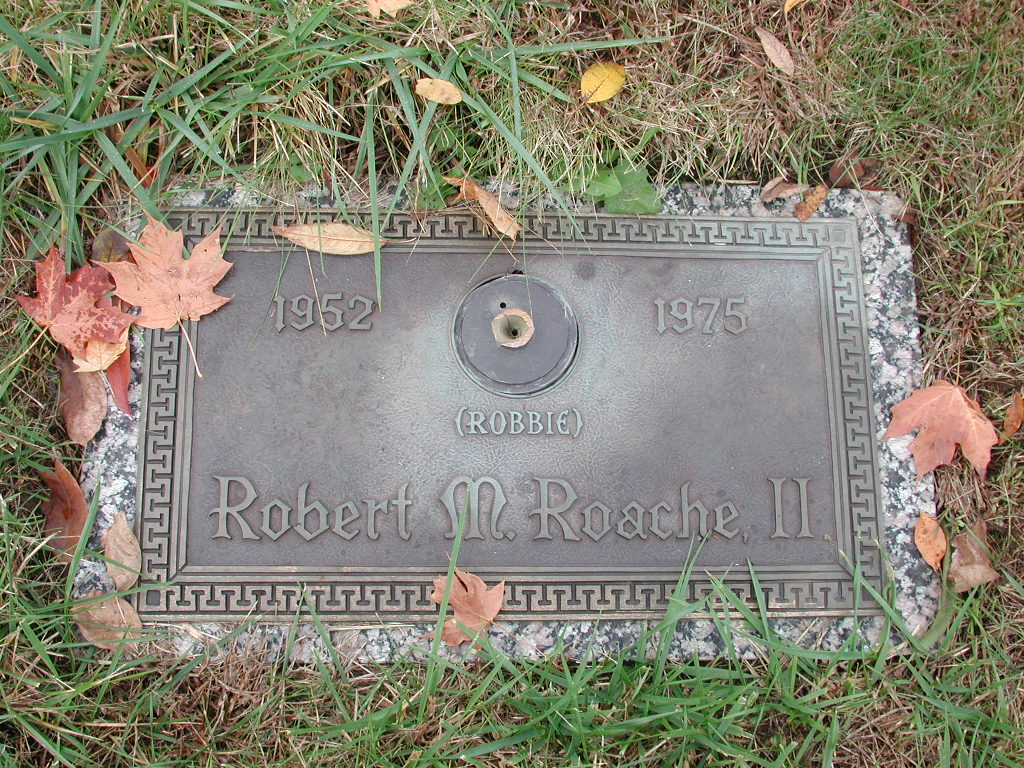 1952 1975
(ROBBIE)
Robert M. Roache, II